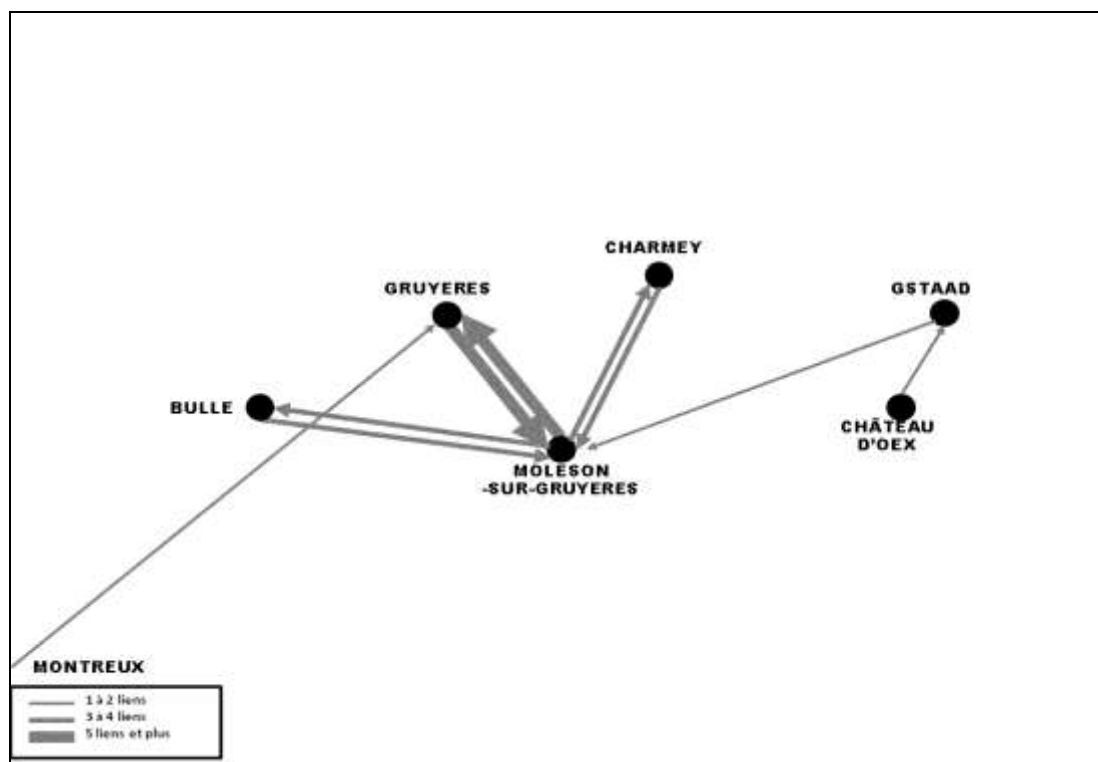 CHARMEY
GRUYERES
GSTAAD
BULLE
CHÂTEAU
D'OEX
MOLESON
-SUR-GRUYERES
MONTREUX
1 à 2 liens
3 à 4 liens
5 liens et plus